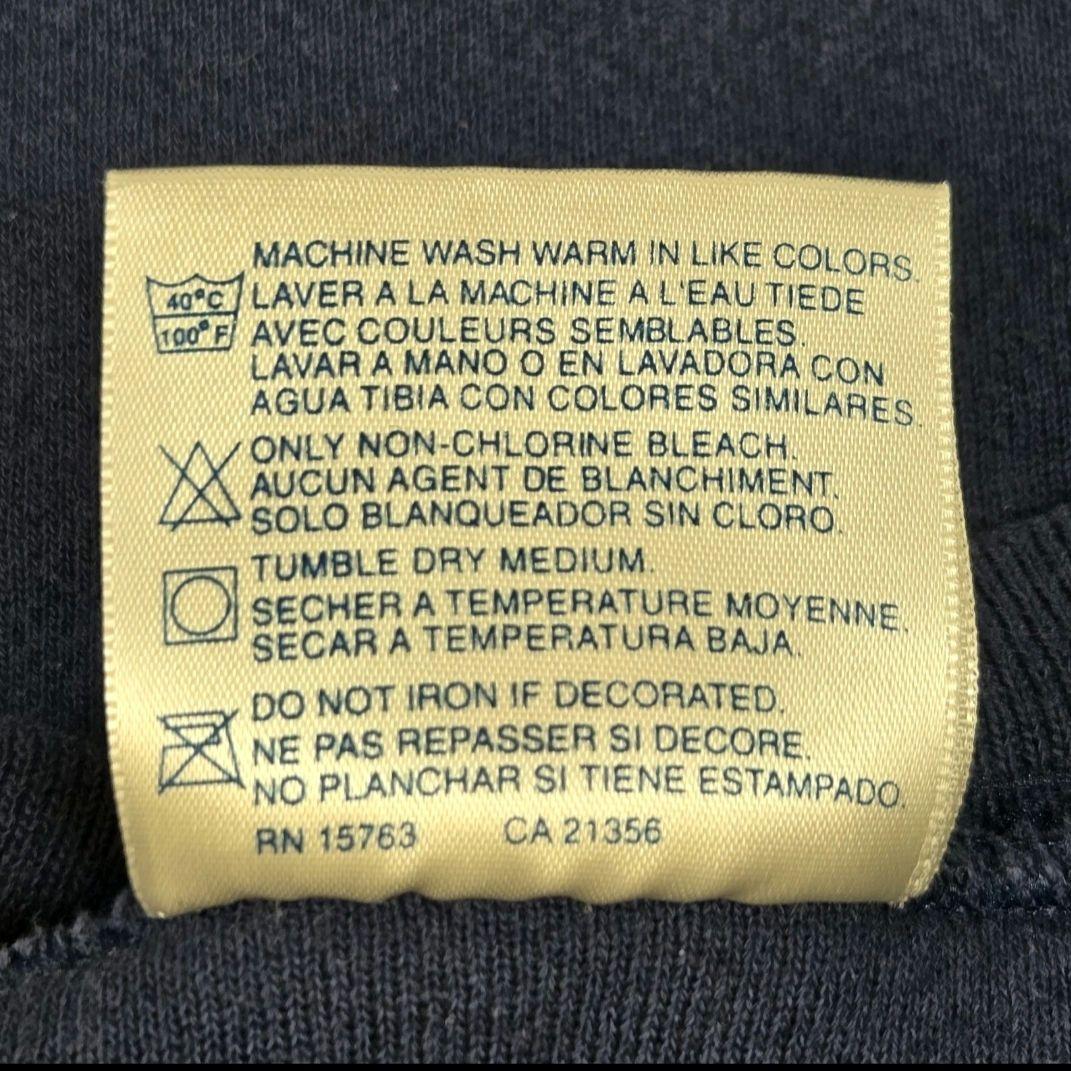 MACHINE WASH WARM IN LIKE COLORS.
40°C LAVER A LA MACHINE A L'EAU TIEDE
100° F AVEC COULEURS SEMBLABLES.
LAVAR A MANO O EN LAVADORA CON
AGUA TIBIA CON COLORES SIMILARES.
ONLY NON-CHLORINE BLEACH.
AUCUN AGENT DE BLANCHIMENT.
SOLO BLANQUEADOR SIN CLORO.
TUMBLE DRY MEDIUM.
SECHER A TEMPERATURE MOYENNE.
SECAR A TEMPERATURA BAJA.
DO NOT IRON IF DECORATED.
NE PAS REPASSER SI DECORE.
NO PLANCHAR SI TIENE ESTAMPADO.
RN 15763 CA 21356